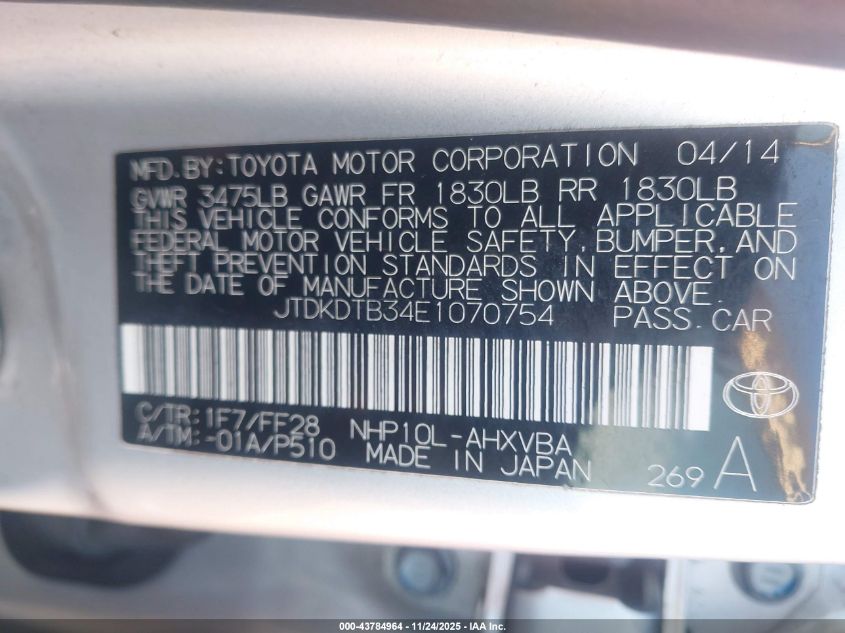 MFD.BY:TOYOTA MOTOR CORPORATION 04/14
GVWR 3475LB GAWR FR 1830LB RR 1830LB
THIS VEHICLE CONFORMS TO ALL APPLICABLE
FEDERAL MOTOR VEHICLE SAFETY,BUMPER,AND
THEFT PREVENTION STANDARDS IN EFFECT ON
THE DATE OF MANUFACTURE SHOWN ABOVE.
JTDKDTB34E1070754 PASS.CAR
C/TR:1F7/FF28 NHP10L-AHXVBA
A/TM:-01A/P510 MADE IN JAPAN 269 A
000-43784964 - 11/24/2025 - IAA Inc.